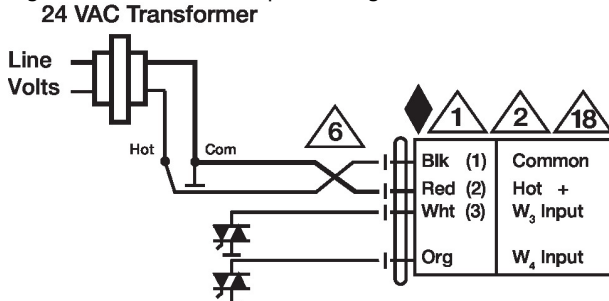 24 VAC Transformer
Line
Volts
Hot
Com
6
1
2
18
Blk (1) Common
Red (2) Hot +
Wht (3) W3 Input
Org W4 Input